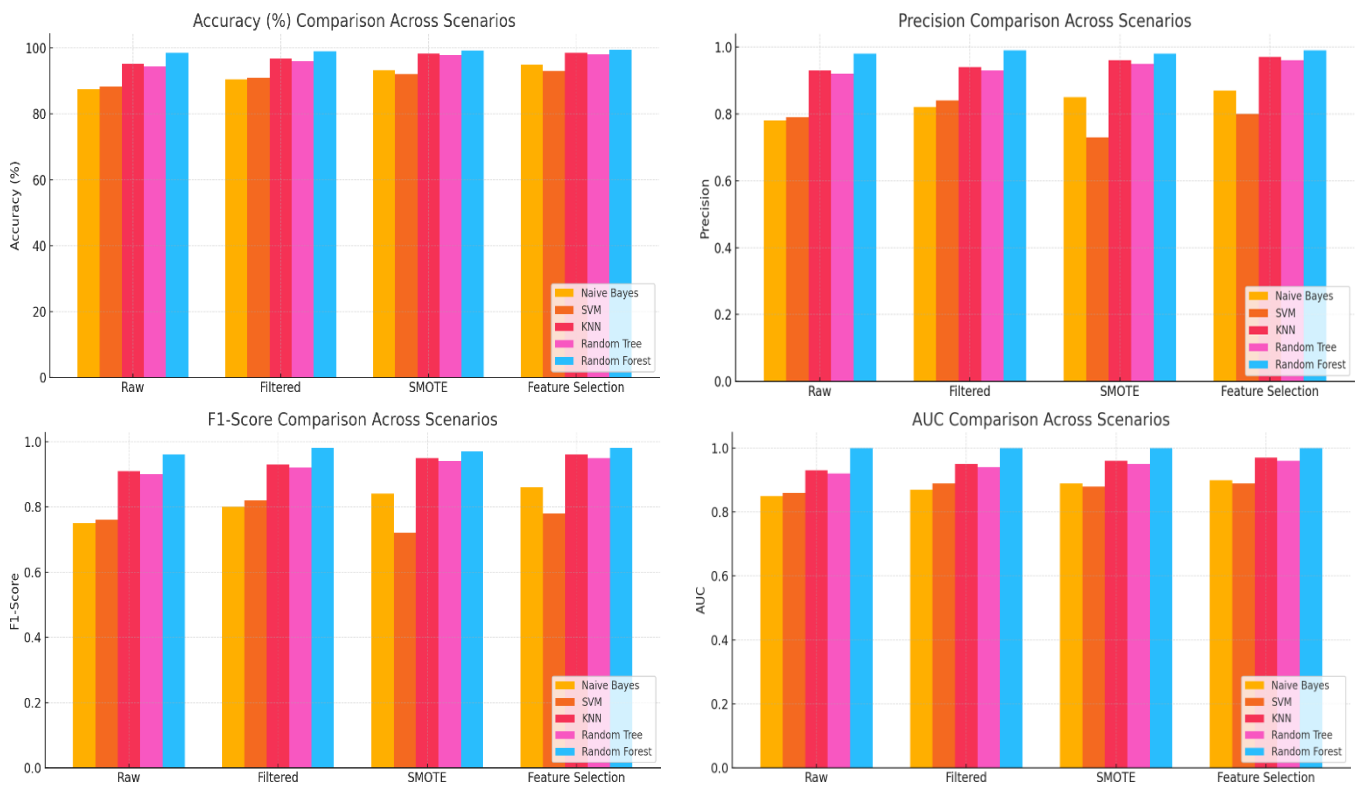 Accuracy (%) Comparison Across Scenarios
Accuracy (%)
100
80
60
40
20
0
Raw
Filtered
SMOTE
Feature Selection
Naive Bayes
SVM
KNN
Random Tree
Random Forest
Precision Comparison Across Scenarios
Precision
1.0
0.8
0.6
0.4
0.2
0.0
Raw
Filtered
SMOTE
Feature Selection
Naive Bayes
SVM
KNN
Random Tree
Random Forest
F1-Score Comparison Across Scenarios
F1-Score
1.0
0.8
0.6
0.4
0.2
0.0
Raw
Filtered
SMOTE
Feature Selection
Naive Bayes
SVM
KNN
Random Tree
Random Forest
AUC Comparison Across Scenarios
AUC
1.0
0.8
0.6
0.4
0.2
0.0
Raw
Filtered
SMOTE
Feature Selection
Naive Bayes
SVM
KNN
Random Tree
Random Forest